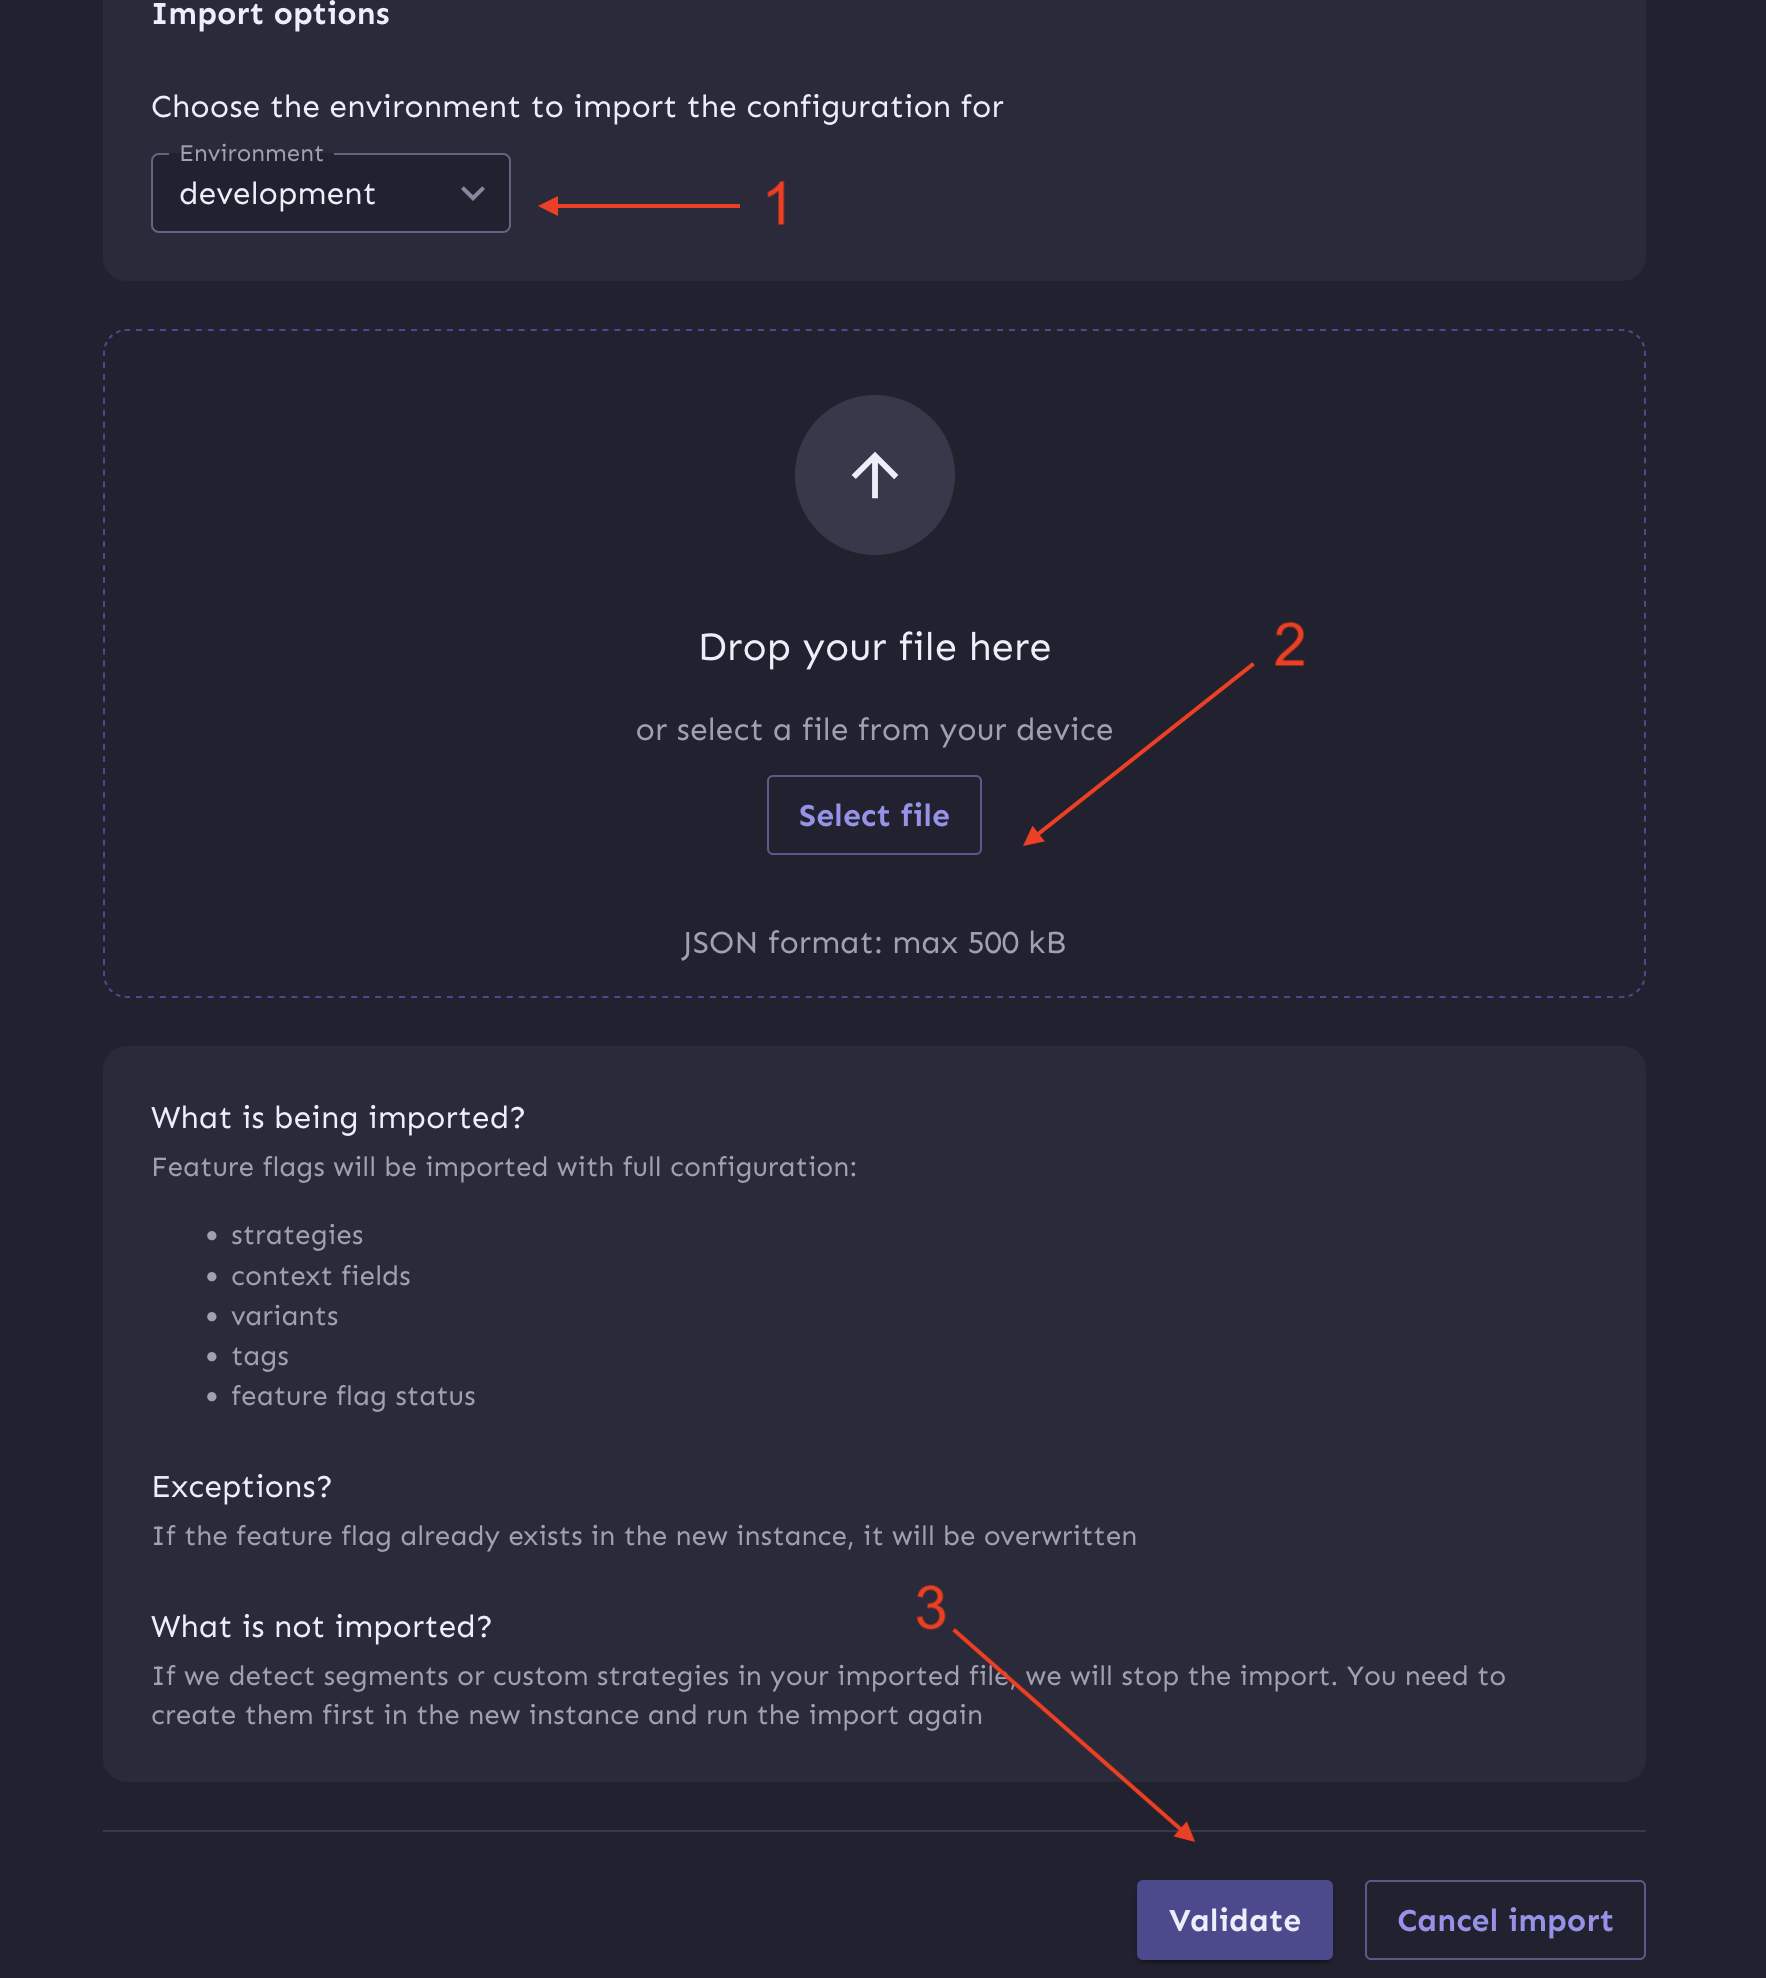 Import options
Choose the environment to import the configuration for
Environment
development
1
Drop your file here
2
or select a file from your device
Select file
JSON format: max 500 kB
What is being imported?
Feature flags will be imported with full configuration:
• strategies
• context fields
• variants
• tags
• feature flag status
Exceptions?
If the feature flag already exists in the new instance, it will be overwritten
3
What is not imported?
If we detect segments or custom strategies in your imported file, we will stop the import. You need to
create them first in the new instance and run the import again
Validate
Cancel import